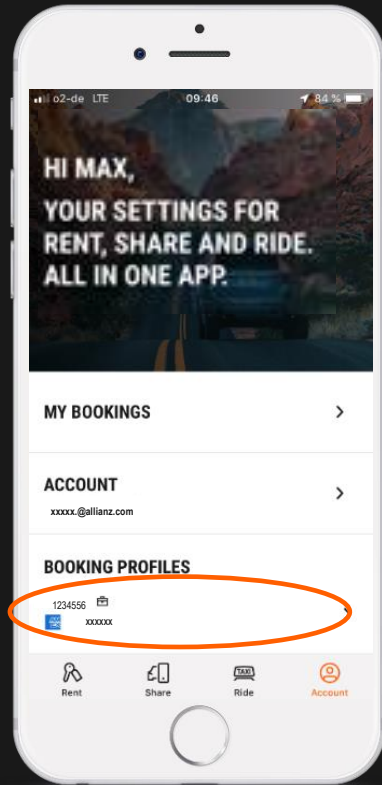 o2-de LTE 09:46 84 %
HI MAX,
YOUR SETTINGS FOR
RENT, SHARE AND RIDE.
ALL IN ONE APP.
MY BOOKINGS
ACCOUNT
xxxxx.@allianz.com
BOOKING PROFILES
1234556
xxxxxx
TAXI
Rent Share Ride Account